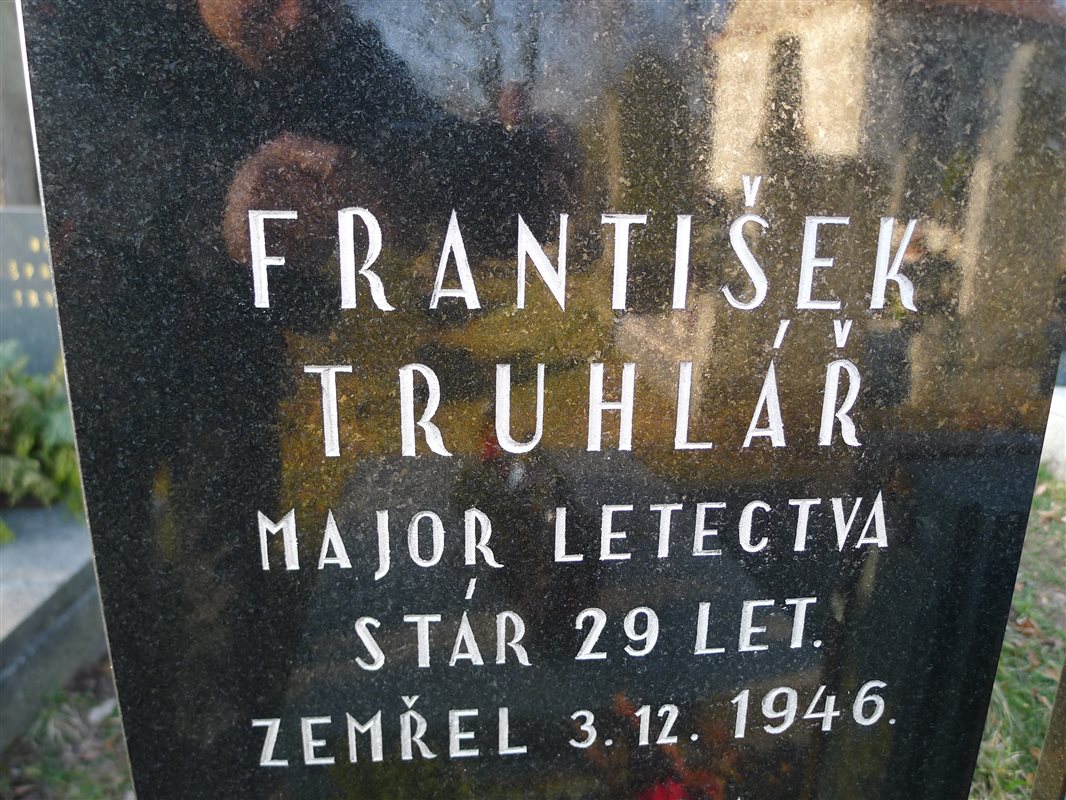 FRANTIŠEK
TRUHLÁŘ
MAJOR LETECTVA
STÁR 29 LET.
ZEMŘEL 3. 12. 1946.